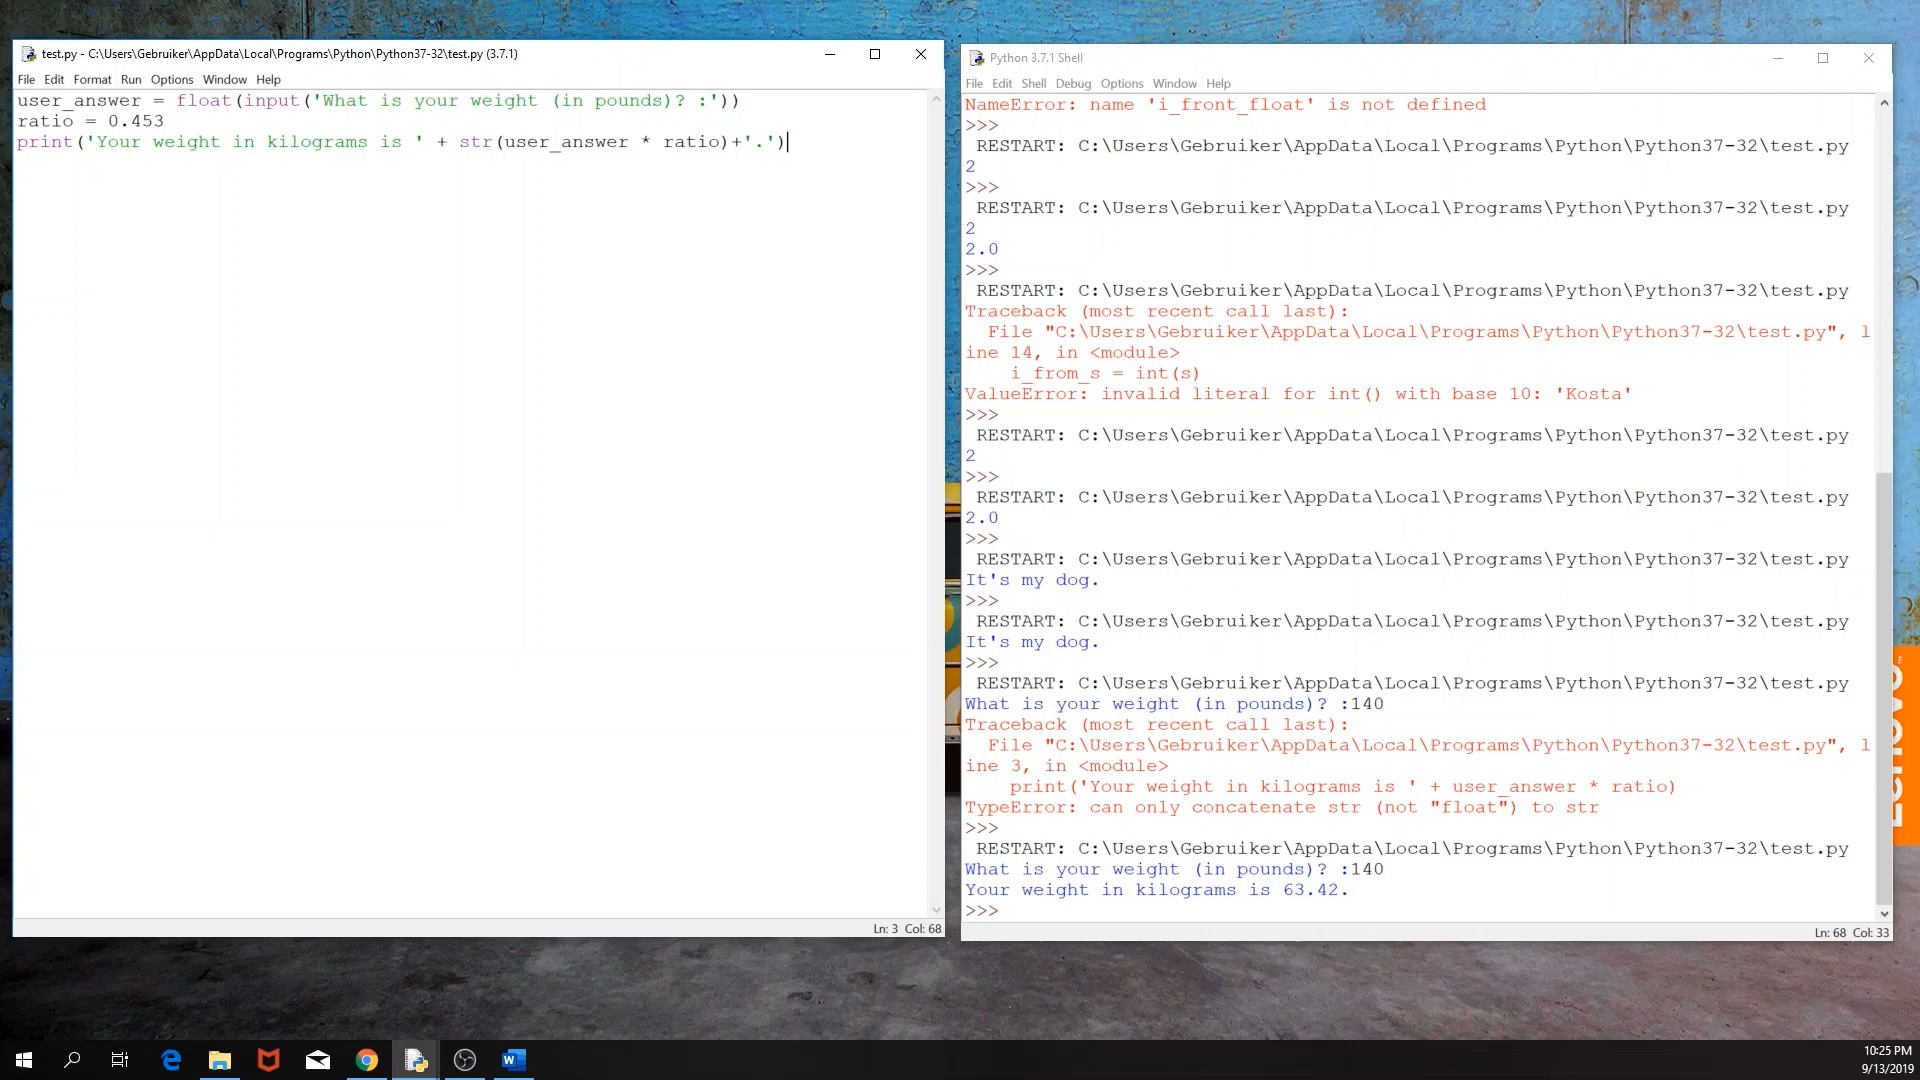 test.py - C:\Users\Gebruiker\AppData\Local\Programs\Python\Python37-32\test.py (3.7.1)
File Edit Format Run Options Window Help
user_answer = float(input('What is your weight (in pounds)? :'))
ratio = 0.453
print('Your weight in kilograms is ' + str(user_answer * ratio)+'.')
Ln: 3 Col: 68
Python 3.7.1 Shell
File Edit Shell Debug Options Window Help
NameError: name 'i_front_float' is not defined
>>>
RESTART: C:\Users\Gebruiker\AppData\Local\Programs\Python\Python37-32\test.py
2
>>>
RESTART: C:\Users\Gebruiker\AppData\Local\Programs\Python\Python37-32\test.py
2
2.0
>>>
RESTART: C:\Users\Gebruiker\AppData\Local\Programs\Python\Python37-32\test.py
Traceback (most recent call last):
File "C:\Users\Gebruiker\AppData\Local\Programs\Python\Python37-32\test.py", l
ine 14, in <module>
i_from_s = int(s)
ValueError: invalid literal for int() with base 10: 'Kosta'
>>>
RESTART: C:\Users\Gebruiker\AppData\Local\Programs\Python\Python37-32\test.py
2
>>>
RESTART: C:\Users\Gebruiker\AppData\Local\Programs\Python\Python37-32\test.py
2.0
>>>
RESTART: C:\Users\Gebruiker\AppData\Local\Programs\Python\Python37-32\test.py
It's my dog.
>>>
RESTART: C:\Users\Gebruiker\AppData\Local\Programs\Python\Python37-32\test.py
It's my dog.
>>>
RESTART: C:\Users\Gebruiker\AppData\Local\Programs\Python\Python37-32\test.py
What is your weight (in pounds)? :140
Traceback (most recent call last):
File "C:\Users\Gebruiker\AppData\Local\Programs\Python\Python37-32\test.py", l
ine 3, in <module>
print('Your weight in kilograms is ' + user_answer * ratio)
TypeError: can only concatenate str (not "float") to str
>>>
RESTART: C:\Users\Gebruiker\AppData\Local\Programs\Python\Python37-32\test.py
What is your weight (in pounds)? :140
Your weight in kilograms is 63.42.
>>>
Ln: 68 Col: 33
10:25 PM
9/13/2019